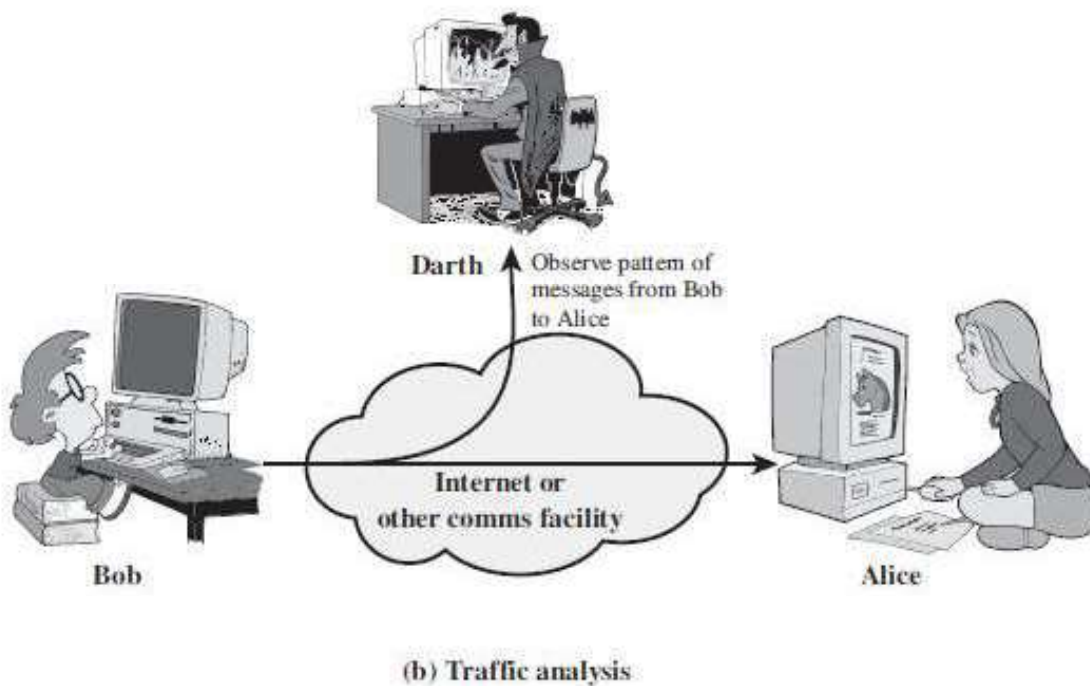 Darth
Observe pattern of
messages from Bob
to Alice
Internet or
other comms facility
Bob
Alice
(b) Traffic analysis